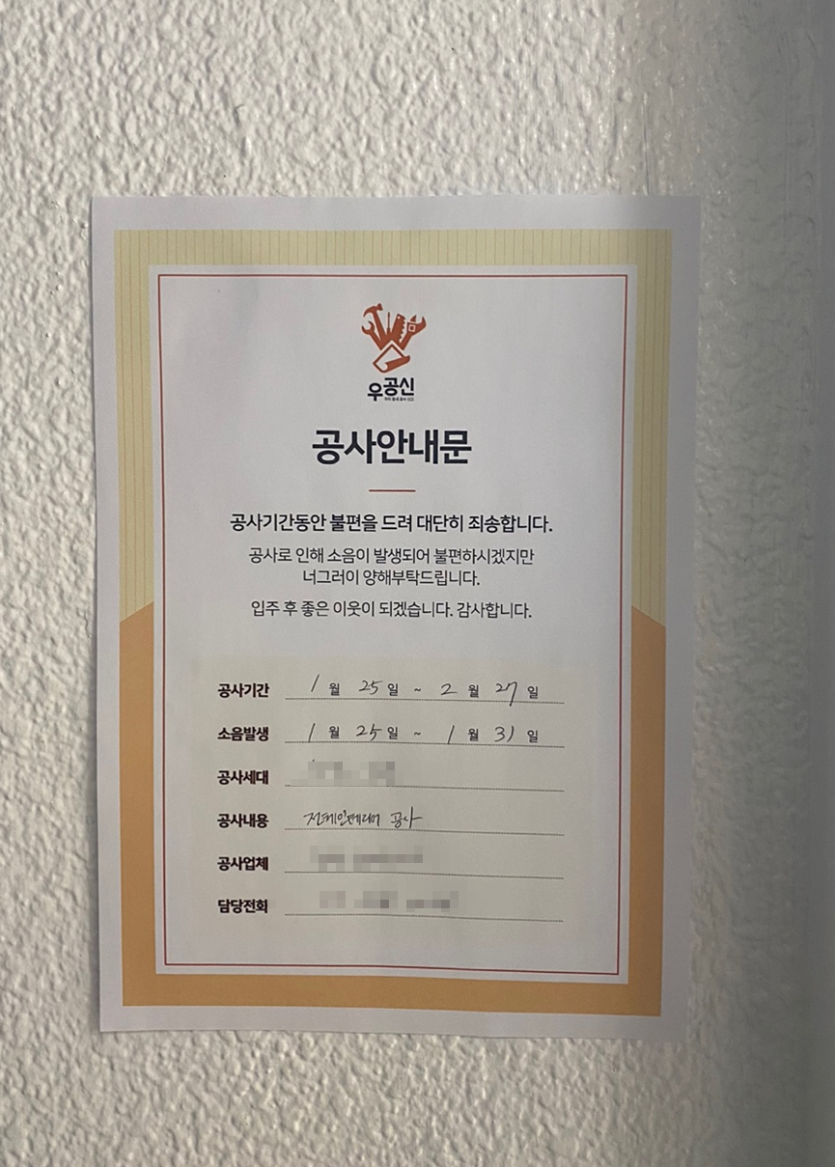 우공신
공사안내문
공사기간동안 불편을 드려 대단히 죄송합니다.
공사로 인해 소음이 발생되어 불편하시겠지만
너그러이 양해부탁드립니다.
입주 후 좋은 이웃이 되겠습니다. 감사합니다.
공사기간 1 월 25 일 ~ 2 월 27 일
소음발생 1 월 25 일 ~ 1 월 31 일
공사세대
공사내용 전체인테리어 공사
공사업체
담당전화